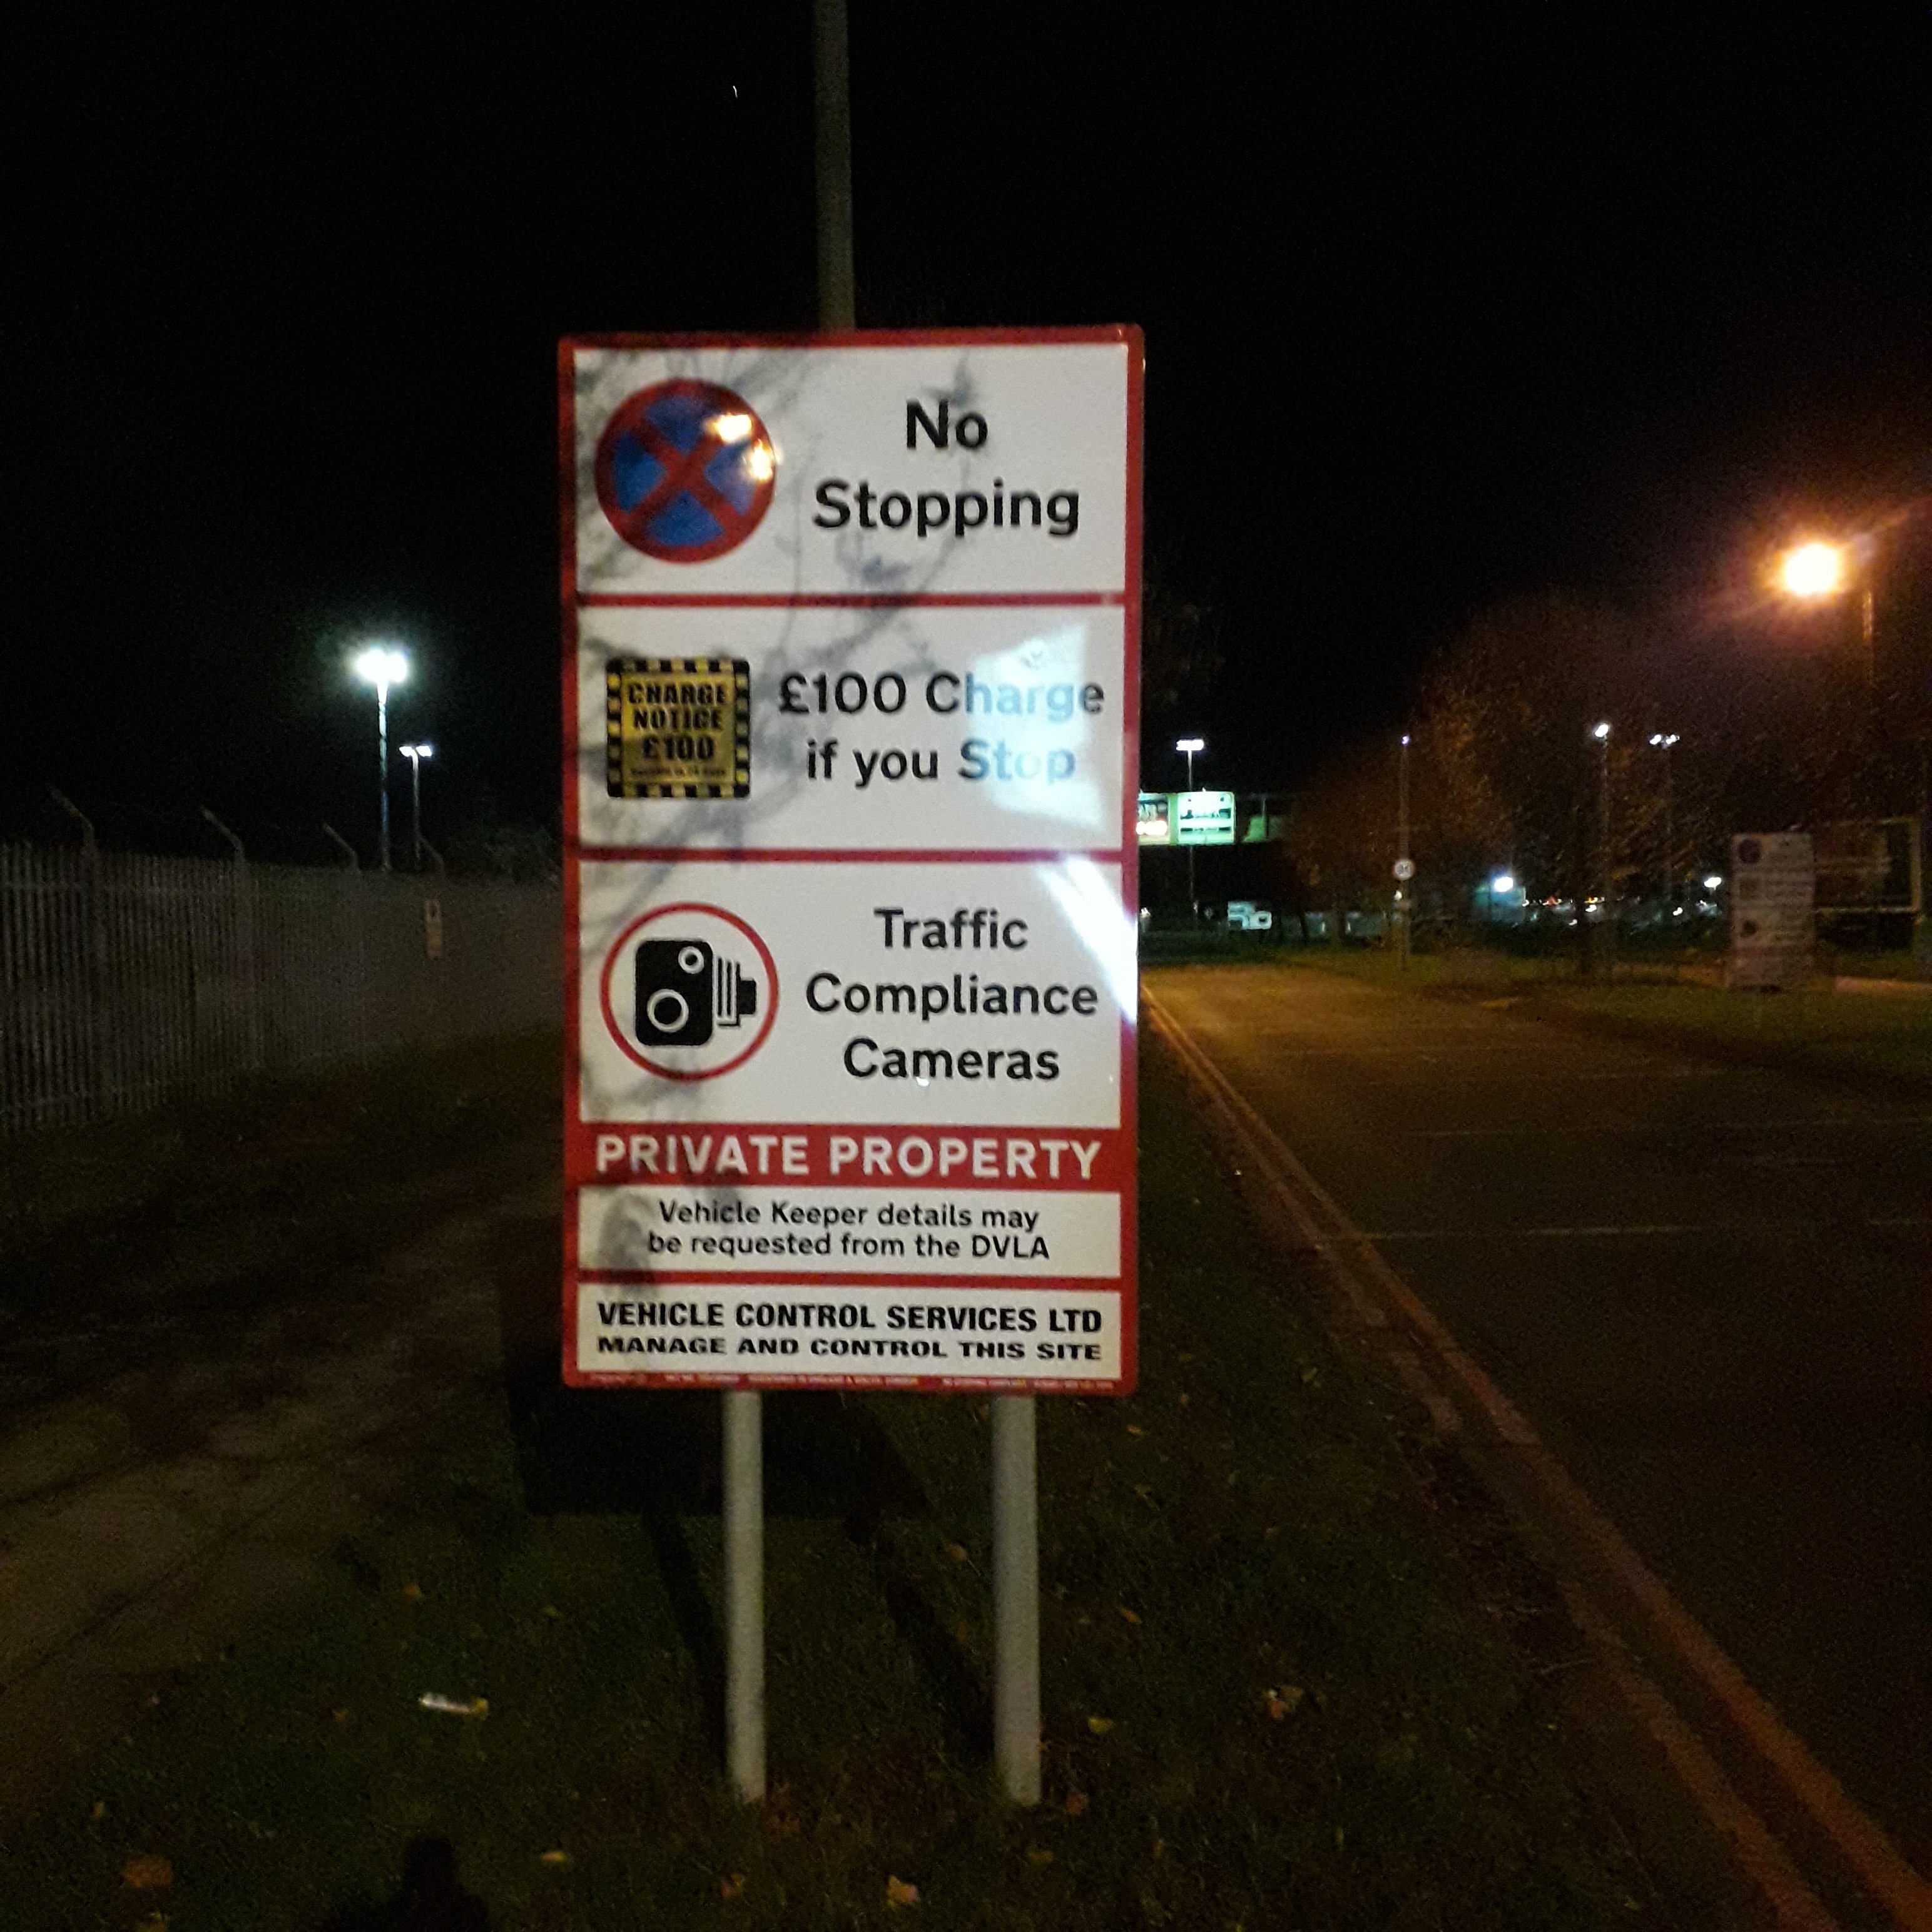 No
Stopping
CHARGE
NOTICE
£100
£100 Charge
if you Stop
Traffic
Compliance
Cameras
PRIVATE PROPERTY
Vehicle Keeper details may
be requested from the DVLA
VEHICLE CONTROL SERVICES LTD
MANAGE AND CONTROL THIS SITE